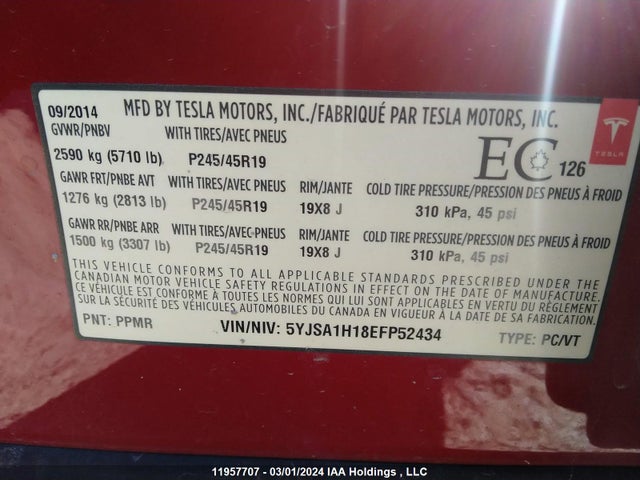 09/2014 MFD BY TESLA MOTORS, INC./FABRIQUÉ PAR TESLA MOTORS, INC.
GVWR/PNBV WITH TIRES/AVEC PNEUS
2590 kg (5710 lb) P245/45R19 EC 126
TESLA
GAWR FRT/PNBE AVT WITH TIRES/AVEC PNEUS RIM/JANTE COLD TIRE PRESSURE/PRESSION DES PNEUS À FROID
1276 kg (2813 lb) P245/45R19 19X8 J 310 kPa, 45 psi
GAWR RR/PNBE ARR WITH TIRES/AVEC PNEUS RIM/JANTE COLD TIRE PRESSURE/PRESSION DES PNEUS À FROID
1500 kg (3307 lb) P245/45R19 19X8 J 310 kPa, 45 psi
THIS VEHICLE CONFORMS TO ALL APPLICABLE STANDARDS PRESCRIBED UNDER THE
CANADIAN MOTOR VEHICLE SAFETY REGULATIONS IN EFFECT ON THE DATE OF MANUFACTURE
CE VÉHICULE EST CONFORME À TOUTES LES NORMES QUI LUI SONT APPLICABLES EN VERTU DU RÈGLEMENT
SUR LA SÉCURITÉ DES VÉHICULES AUTOMOBILES DU CANADA EN VIGUEUR À LA DATE DE SA FABRICATION
PNT: PPMR VIN/NIV: 5YJSA1H18EFP52434 TYPE: PC/VT
11957707 - 03/01/2024 IAA Holdings , LLC